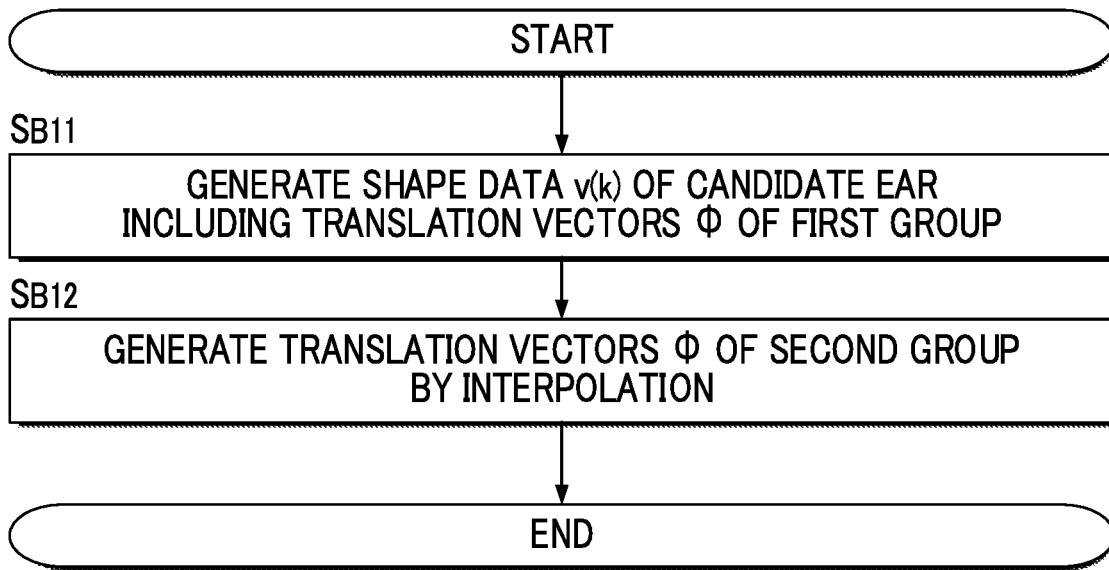 START
SB11
GENERATE SHAPE DATA v(k) OF CANDIDATE EAR
INCLUDING TRANSLATION VECTORS Φ OF FIRST GROUP
SB12
GENERATE TRANSLATION VECTORS Φ OF SECOND GROUP
BY INTERPOLATION
END